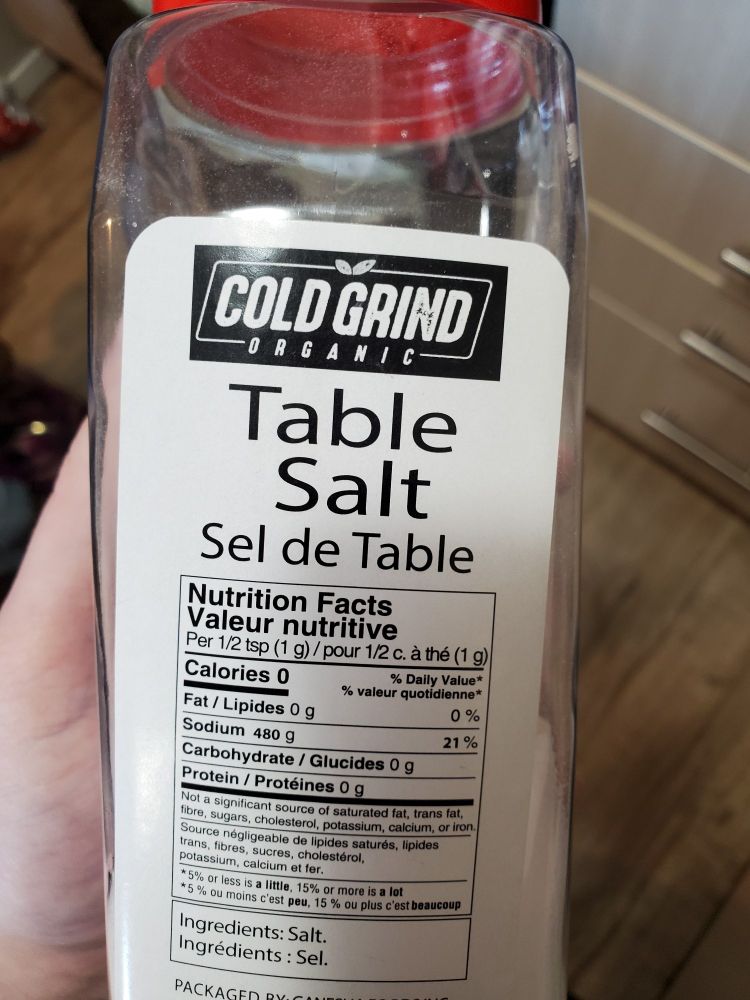 COLD GRIND
ORGANIC
Table
Salt
Sel de Table
Nutrition Facts
Valeur nutritive
Per 1/2 tsp (1 g) / pour 1/2 c. à thé (1 g)
Calories 0
% Daily Value*
% valeur quotidienne*
Fat / Lipides 0 g 0 %
Sodium 480 g 21 %
Carbohydrate / Glucides 0 g
Protein / Protéines 0 g
Not a significant source of saturated fat, trans fat,
fibre, sugars, cholesterol, potassium, calcium, or iron.
Source négligeable de lipides saturés, lipides
trans, fibres, sucres, cholestérol,
potassium, calcium et fer.
*5% or less is a little, 15% or more is a lot
*5 % ou moins c'est peu, 15 % ou plus c'est beaucoup
Ingredients: Salt.
Ingrédients : Sel.
PACKAGED BY: